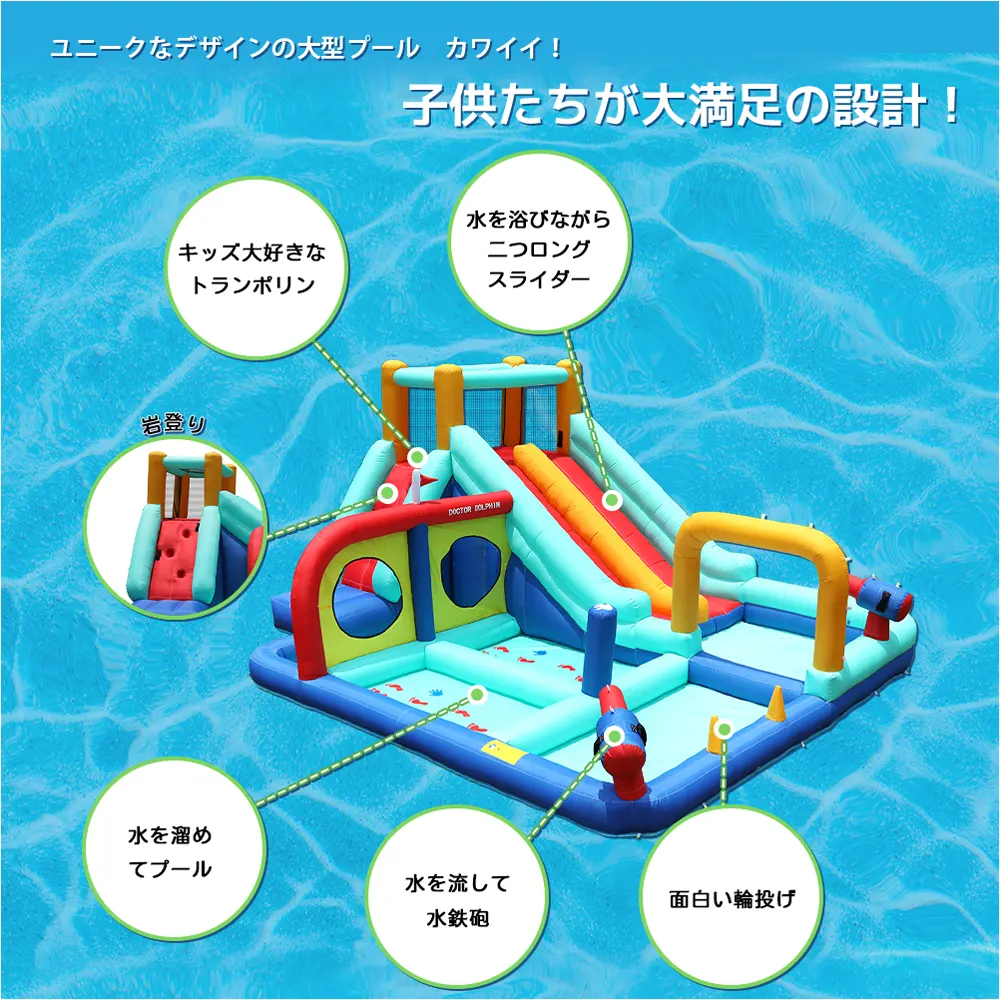 ユニークなデザインの大型プール　カワイイ！
子供たちが大満足の設計！
キッズ大好きな
トランポリン
水を浴びながら
二つロング
スライダー
岩登り
DOCTOR DOLPHIN
水を溜め
てプール
水を流して
水鉄砲
面白い輪投げ